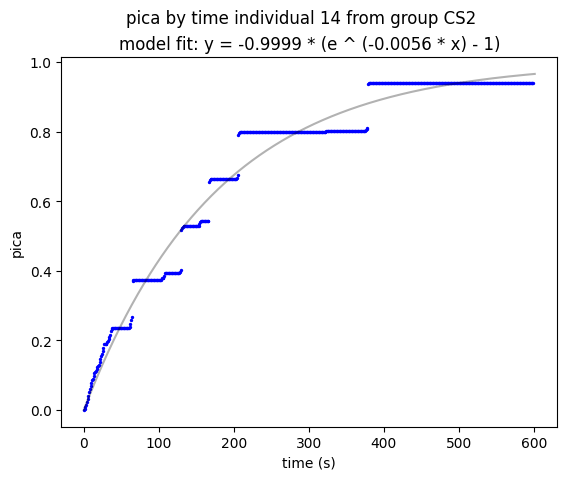 pica by time individual 14 from group CS2
model fit: y = -0.9999 * (e ^ (-0.0056 * x) - 1)
1.0
0.8
0.6
0.4
0.2
0.0
pica
0 100 200 300 400 500 600
time (s)